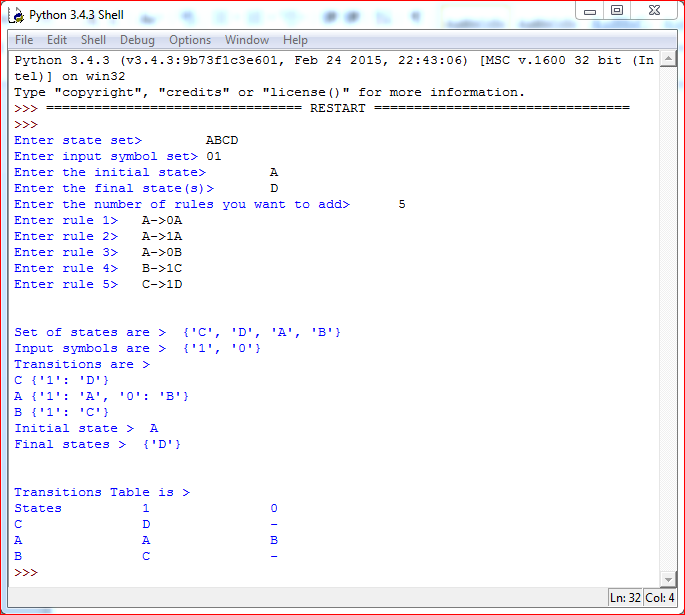 Python 3.4.3 Shell
File Edit Shell Debug Options Window Help
Python 3.4.3 (v3.4.3:9b73f1c3e601, Feb 24 2015, 22:43:06) [MSC v.1600 32 bit (In
tel)] on win32
Type "copyright", "credits" or "license()" for more information.
>>> ================================ RESTART ================================
>>>
Enter state set> ABCD
Enter input symbol set> 01
Enter the initial state> A
Enter the final state(s)> D
Enter the number of rules you want to add> 5
Enter rule 1> A->0A
Enter rule 2> A->1A
Enter rule 3> A->0B
Enter rule 4> B->1C
Enter rule 5> C->1D
Set of states are > {'C', 'D', 'A', 'B'}
Input symbols are > {'1', '0'}
Transitions are >
C {'1': 'D'}
A {'1': 'A', '0': 'B'}
B {'1': 'C'}
Initial state > A
Final states > {'D'}
Transitions Table is >
States 1 0
C D -
A A B
B C -
>>>
Ln: 32 Col: 4